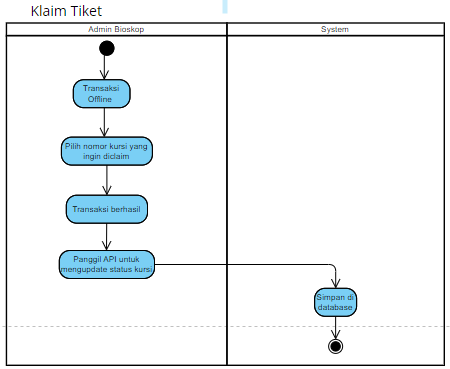 Klaim Tiket
Admin Bioskop
System
Transaksi
Offline
Pilih nomor kursi yang
ingin diclaim
Transaksi berhasil
Panggil API untuk
mengupdate status kursi
Simpan di
database